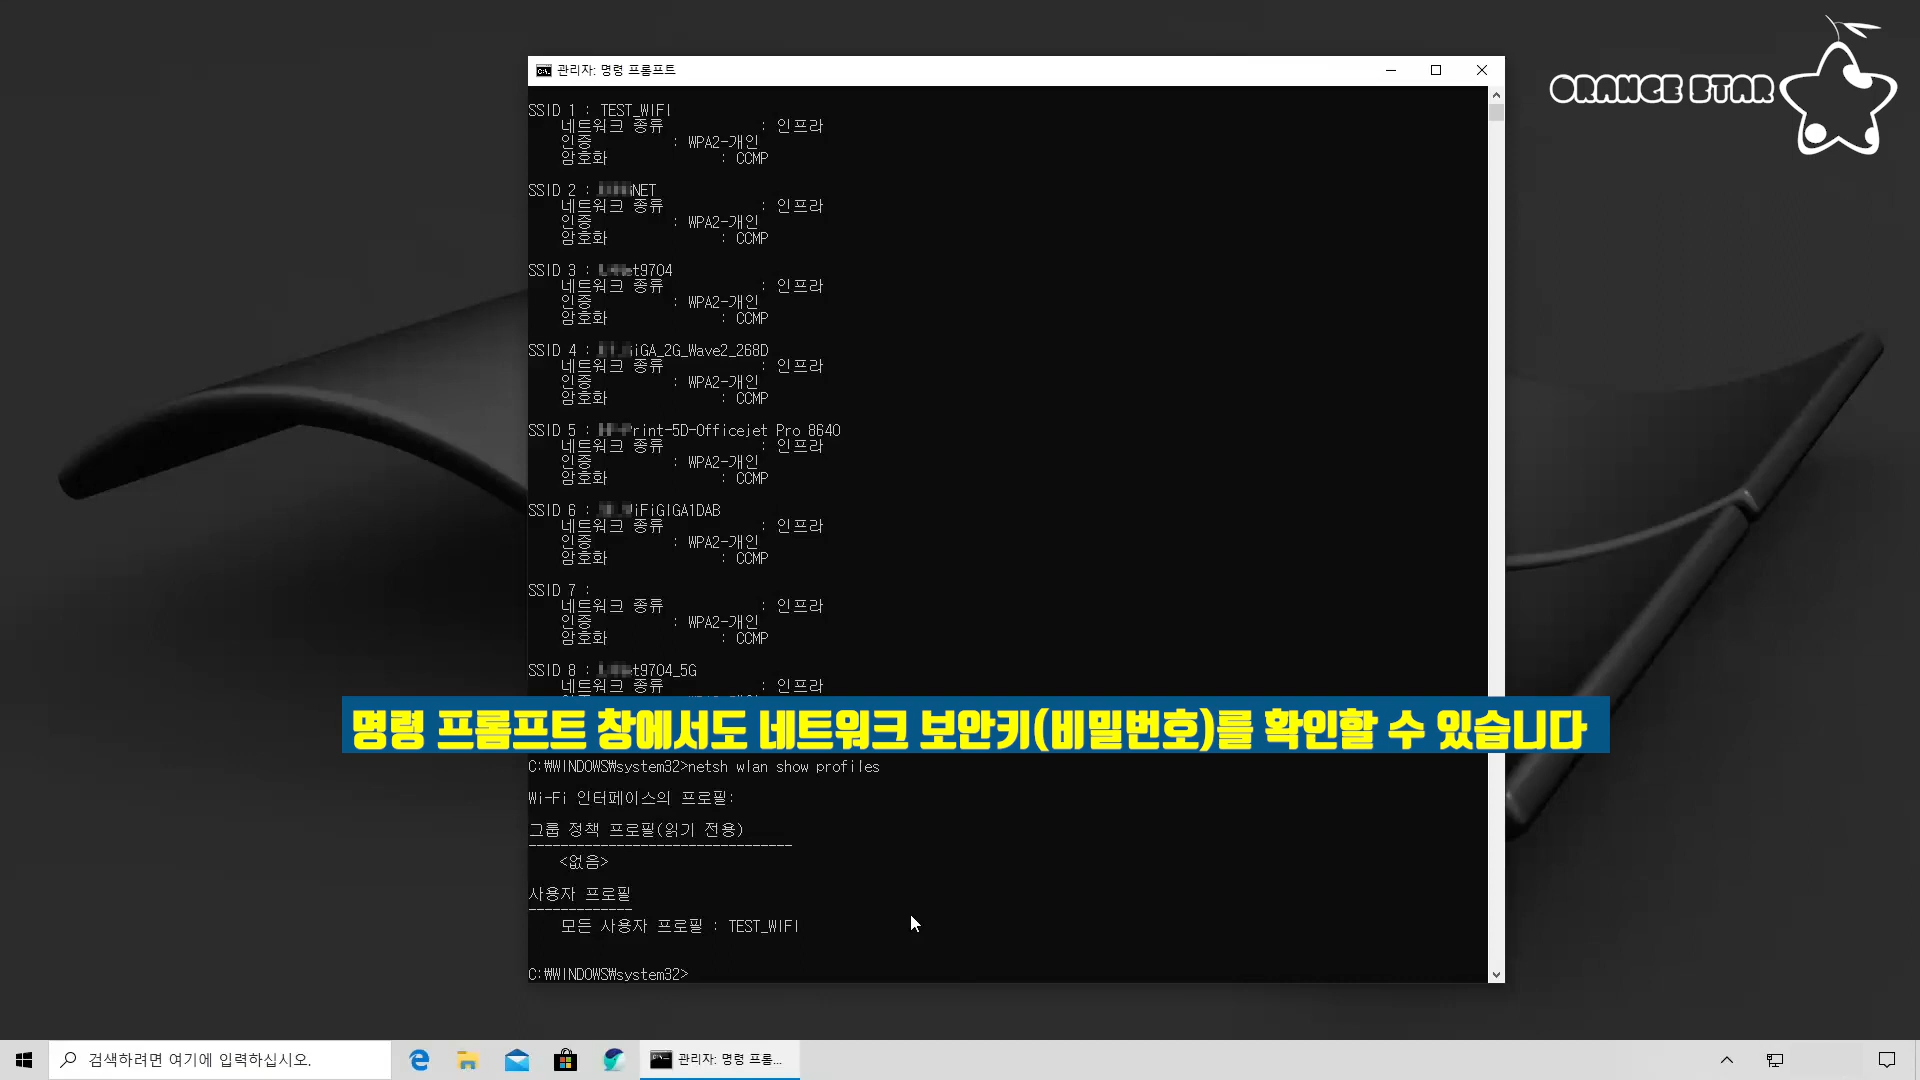 관리자: 명령 프롬프트
ORANGE STAR
SSID 1 : TEST_WIFI
네트워크 종류 : 인프라
인증 : WPA2-개인
암호화 : CCMP
SSID 2 : NET
네트워크 종류 : 인프라
인증 : WPA2-개인
암호화 : CCMP
SSID 3 : et9704
네트워크 종류 : 인프라
인증 : WPA2-개인
암호화 : CCMP
SSID 4 : iGA_2G_Wave2_268D
네트워크 종류 : 인프라
인증 : WPA2-개인
암호화 : CCMP
SSID 5 : rint-5D-Officejet Pro 8640
네트워크 종류 : 인프라
인증 : WPA2-개인
암호화 : CCMP
SSID 6 : iFiGIGA1DAB
네트워크 종류 : 인프라
인증 : WPA2-개인
암호화 : CCMP
SSID 7 :
네트워크 종류 : 인프라
인증 : WPA2-개인
암호화 : CCMP
SSID 8 : t9704_5G
네트워크 종류 : 인프라
명령 프롬프트 창에서도 네트워크 보안키(비밀번호)를 확인할 수 있습니다
C:₩WINDOWS₩system32>netsh wlan show profiles
Wi-Fi 인터페이스의 프로필:
그룹 정책 프로필(읽기 전용)
---------------------------------
<없음>
사용자 프로필
-------------
모든 사용자 프로필 : TEST_WIFI
C:₩WINDOWS₩system32>
검색하려면 여기에 입력하십시오.
관리자: 명령 프롬...